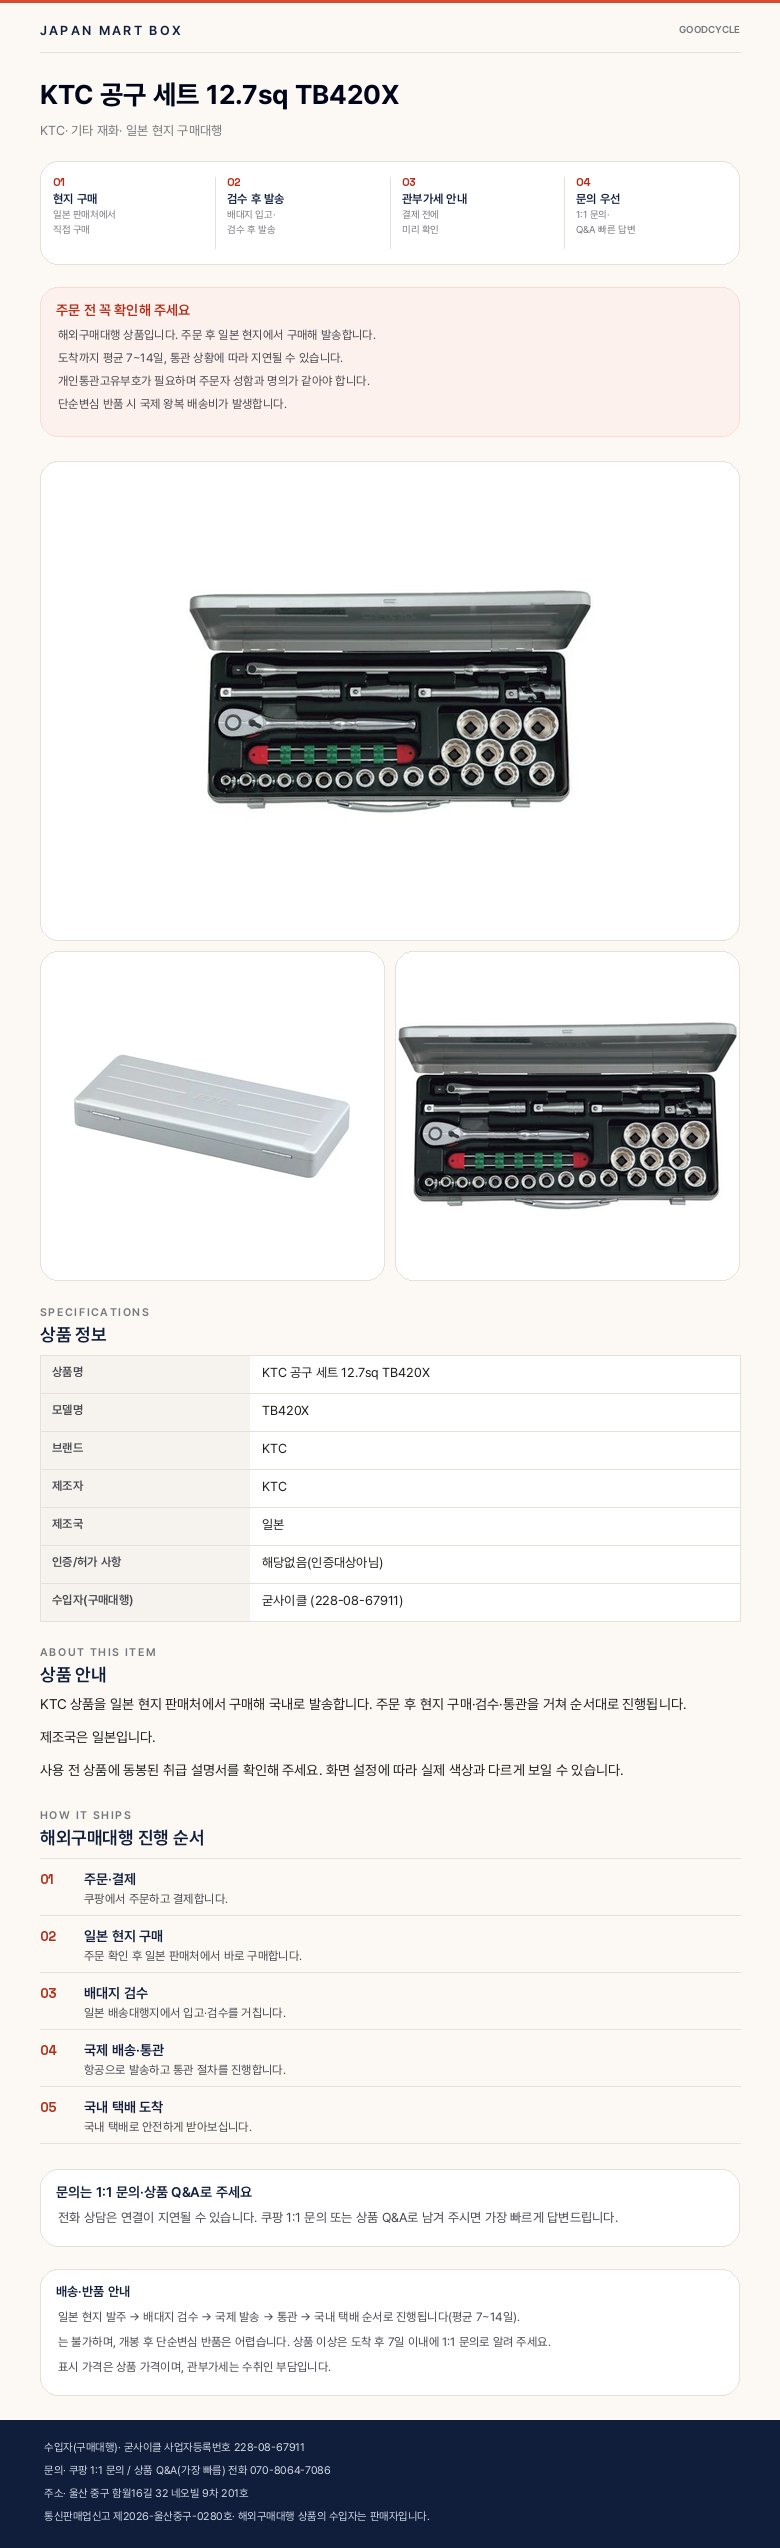 JAPAN MART BOX
GOODCYCLE
KTC 공구 세트 12.7sq TB420X
KTC· 기타 재화· 일본 현지 구매대행
01
현지 구매
일본 판매처에서
직접 구매
02
검수 후 발송
배대지 입고·
검수 후 발송
03
관부가세 안내
결제 전에
미리 확인
04
문의 우선
1:1 문의·
Q&A 빠른 답변
주문 전 꼭 확인해 주세요
해외구매대행 상품입니다. 주문 후 일본 현지에서 구매해 발송합니다.
도착까지 평균 7~14일, 통관 상황에 따라 지연될 수 있습니다.
개인통관고유부호가 필요하며 주문자 성함과 명의가 같아야 합니다.
단순변심 반품 시 국제 왕복 배송비가 발생합니다.
SPECIFICATIONS
상품 정보
상품명 KTC 공구 세트 12.7sq TB420X
모델명 TB420X
브랜드 KTC
제조자 KTC
제조국 일본
인증/허가 사항 해당없음(인증대상아님)
수입자(구매대행) 굳사이클 (228-08-67911)
ABOUT THIS ITEM
상품 안내
KTC 상품을 일본 현지 판매처에서 구매해 국내로 발송합니다. 주문 후 현지 구매·검수·통관을 거쳐 순서대로 진행됩니다.
제조국은 일본입니다.
사용 전 상품에 동봉된 취급 설명서를 확인해 주세요. 화면 설정에 따라 실제 색상과 다르게 보일 수 있습니다.
HOW IT SHIPS
해외구매대행 진행 순서
01 주문·결제
쿠팡에서 주문하고 결제합니다.
02 일본 현지 구매
주문 확인 후 일본 판매처에서 바로 구매합니다.
03 배대지 검수
일본 배송대행지에서 입고·검수를 거칩니다.
04 국제 배송·통관
항공으로 발송하고 통관 절차를 진행합니다.
05 국내 택배 도착
국내 택배로 안전하게 받아보십니다.
문의는 1:1 문의·상품 Q&A로 주세요
전화 상담은 연결이 지연될 수 있습니다. 쿠팡 1:1 문의 또는 상품 Q&A로 남겨 주시면 가장 빠르게 답변드립니다.
배송·반품 안내
일본 현지 발주 → 배대지 검수 → 국제 발송 → 통관 → 국내 택배 순서로 진행됩니다(평균 7~14일).
는 불가하며, 개봉 후 단순변심 반품은 어렵습니다. 상품 이상은 도착 후 7일 이내에 1:1 문의로 알려 주세요.
표시 가격은 상품 가격이며, 관부가세는 수취인 부담입니다.
수입자(구매대행)· 굳사이클 사업자등록번호 228-08-67911
문의· 쿠팡 1:1 문의 / 상품 Q&A(가장 빠름) 전화 070-8064-7086
주소· 울산 중구 함월16길 32 네오빌 9차 201호
통신판매업신고 제2026-울산중구-0280호· 해외구매대행 상품의 수입자는 판매자입니다.